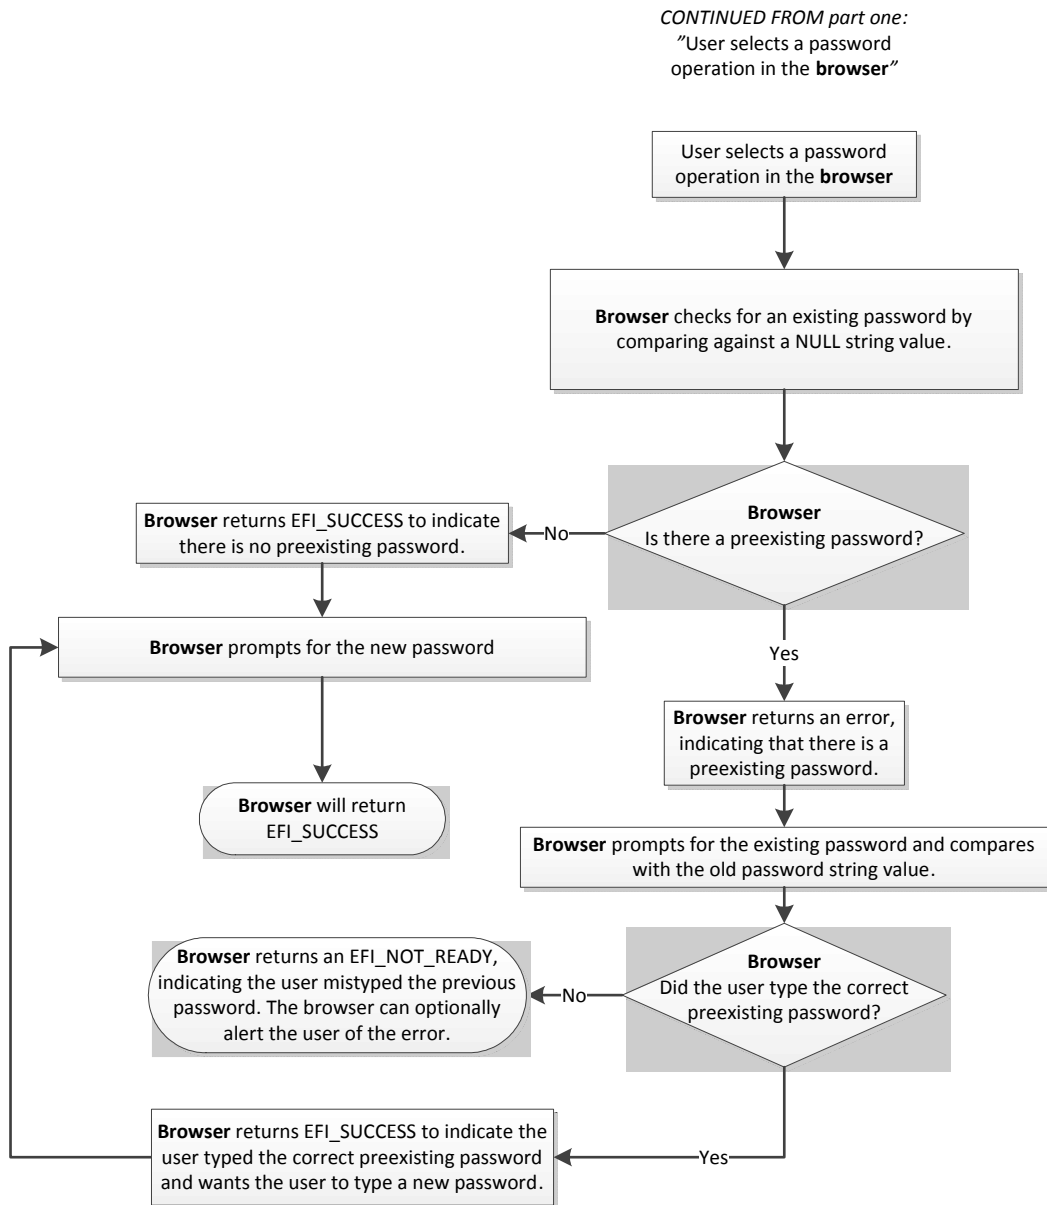 CONTINUED FROM part one:
"User selects a password
operation in the browser"
User selects a password
operation in the browser
Browser checks for an existing password by
comparing against a NULL string value.
Browser
Is there a preexisting password?
No
Browser returns EFI_SUCCESS to indicate
there is no preexisting password.
Browser prompts for the new password
Yes
Browser returns an error,
indicating that there is a
preexisting password.
Browser will return
EFI_SUCCESS
Browser prompts for the existing password and compares
with the old password string value.
Browser
Did the user type the correct
preexisting password?
No
Browser returns an EFI_NOT_READY,
indicating the user mistyped the previous
password. The browser can optionally
alert the user of the error.
Yes
Browser returns EFI_SUCCESS to indicate the
user typed the correct preexisting password
and wants the user to type a new password.